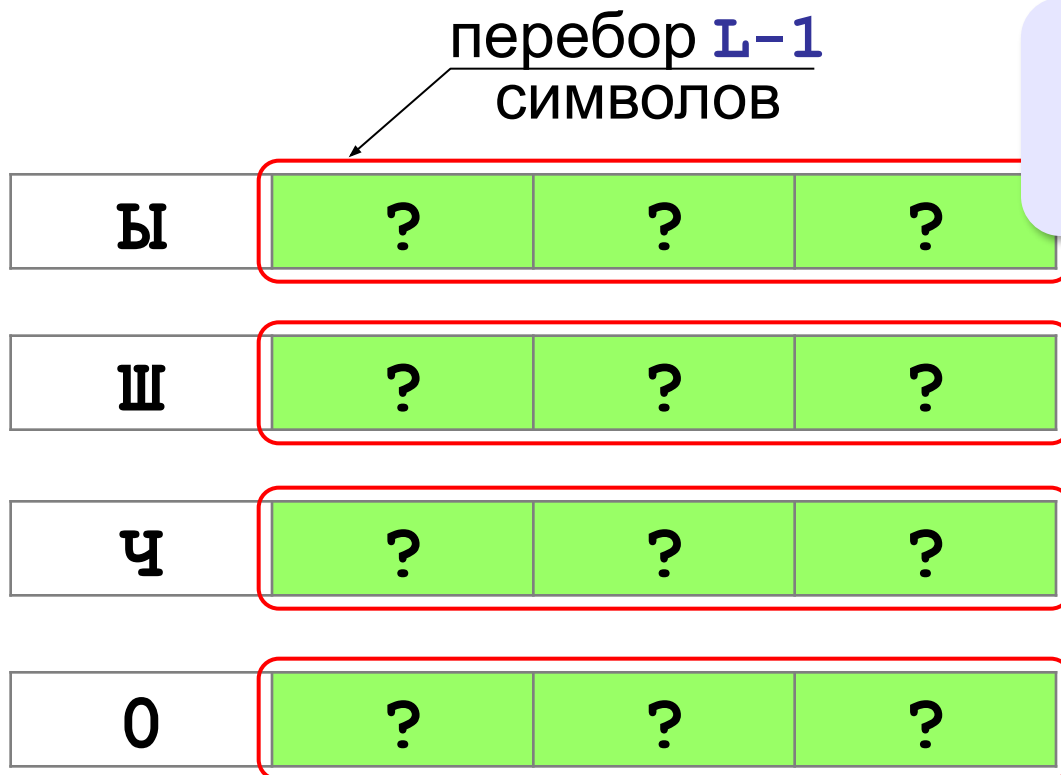 перебор L-1
символов
Ы ? ? ?
Ш ? ? ?
Ч ? ? ?
О ? ? ?